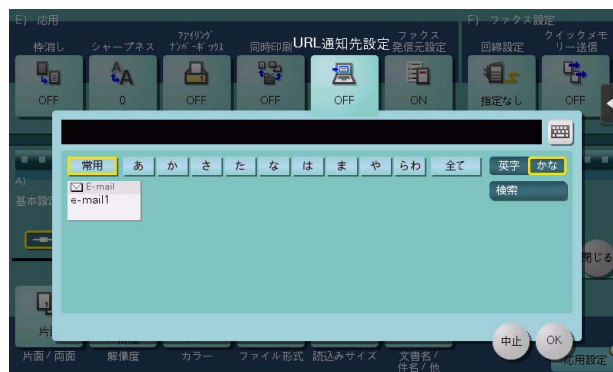 E) 応用
F) ファクス設定
枠消し
シャープネス
ファイリング
ナンバーボックス
同時印刷
URL通知先設定
ファクス
発信元設定
回線設定
クイックメモ
リー送信
OFF
0
OFF
OFF
OFF
ON
指定なし
OFF
常用
あ
か
さ
た
な
は
ま
や
らわ
全て
英字
かな
E-mail
e-mail1
検索
A)
基本設
閉じる
片
中止
OK
片面/両面
解像度
カラー
ファイル形式
読込みサイズ
文書名/
件名/他
応用設定